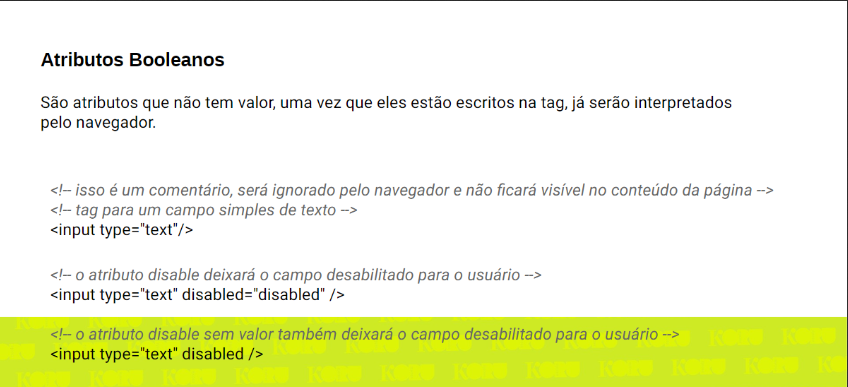 Atributos Booleanos
São atributos que não tem valor, uma vez que eles estão escritos na tag, já serão interpretados
pelo navegador.
<!-- isso é um comentário, será ignorado pelo navegador e não ficará visível no conteúdo da página -->
<!-- tag para um campo simples de texto -->
<input type="text"/>
<!-- o atributo disable deixará o campo desabilitado para o usuário -->
<input type="text" disabled="disabled" />
<!-- o atributo disable sem valor também deixará o campo desabilitado para o usuário -->
<input type="text" disabled />